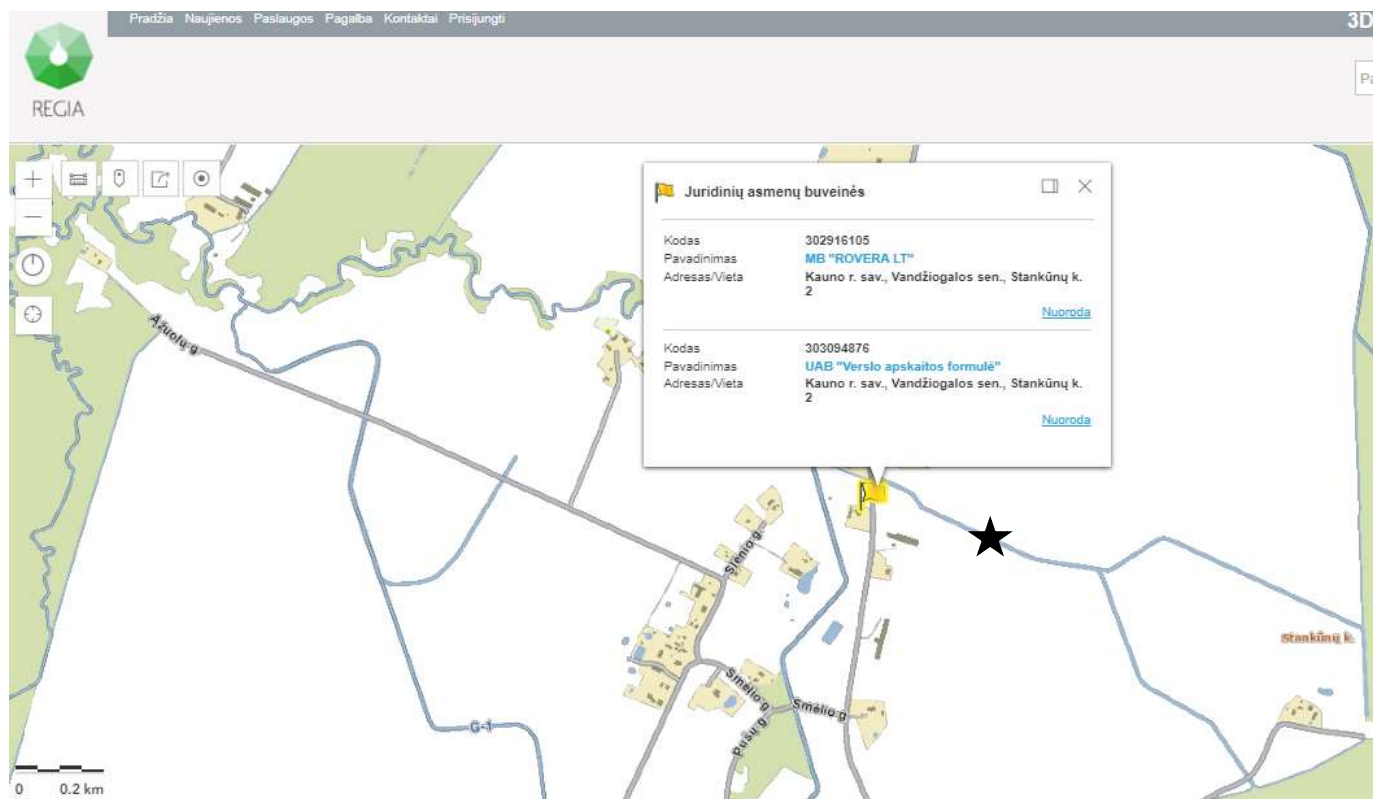 Pradžia Naujienos Paslaugos Pagalba Kontaktai Prisijungti
3D
REGIA
Pa
Juridinių asmenų buveinės
Kodas 302916105
Pavadinimas MB "ROVERA LT"
Adresas/Vieta Kauno r. sav., Vandžiogalos sen., Stankūnų k.
2
Nuoroda
Kodas 303094876
Pavadinimas UAB "Verslo apskaitos formulė"
Adresas/Vieta Kauno r. sav., Vandžiogalos sen., Stankūnų k.
2
Nuoroda
Ąžuolų g.
Slėnio g.
Stankūnų k.
Smėlio g.
Smėlio g.
Pušų g.
G-1
0 0.2 km